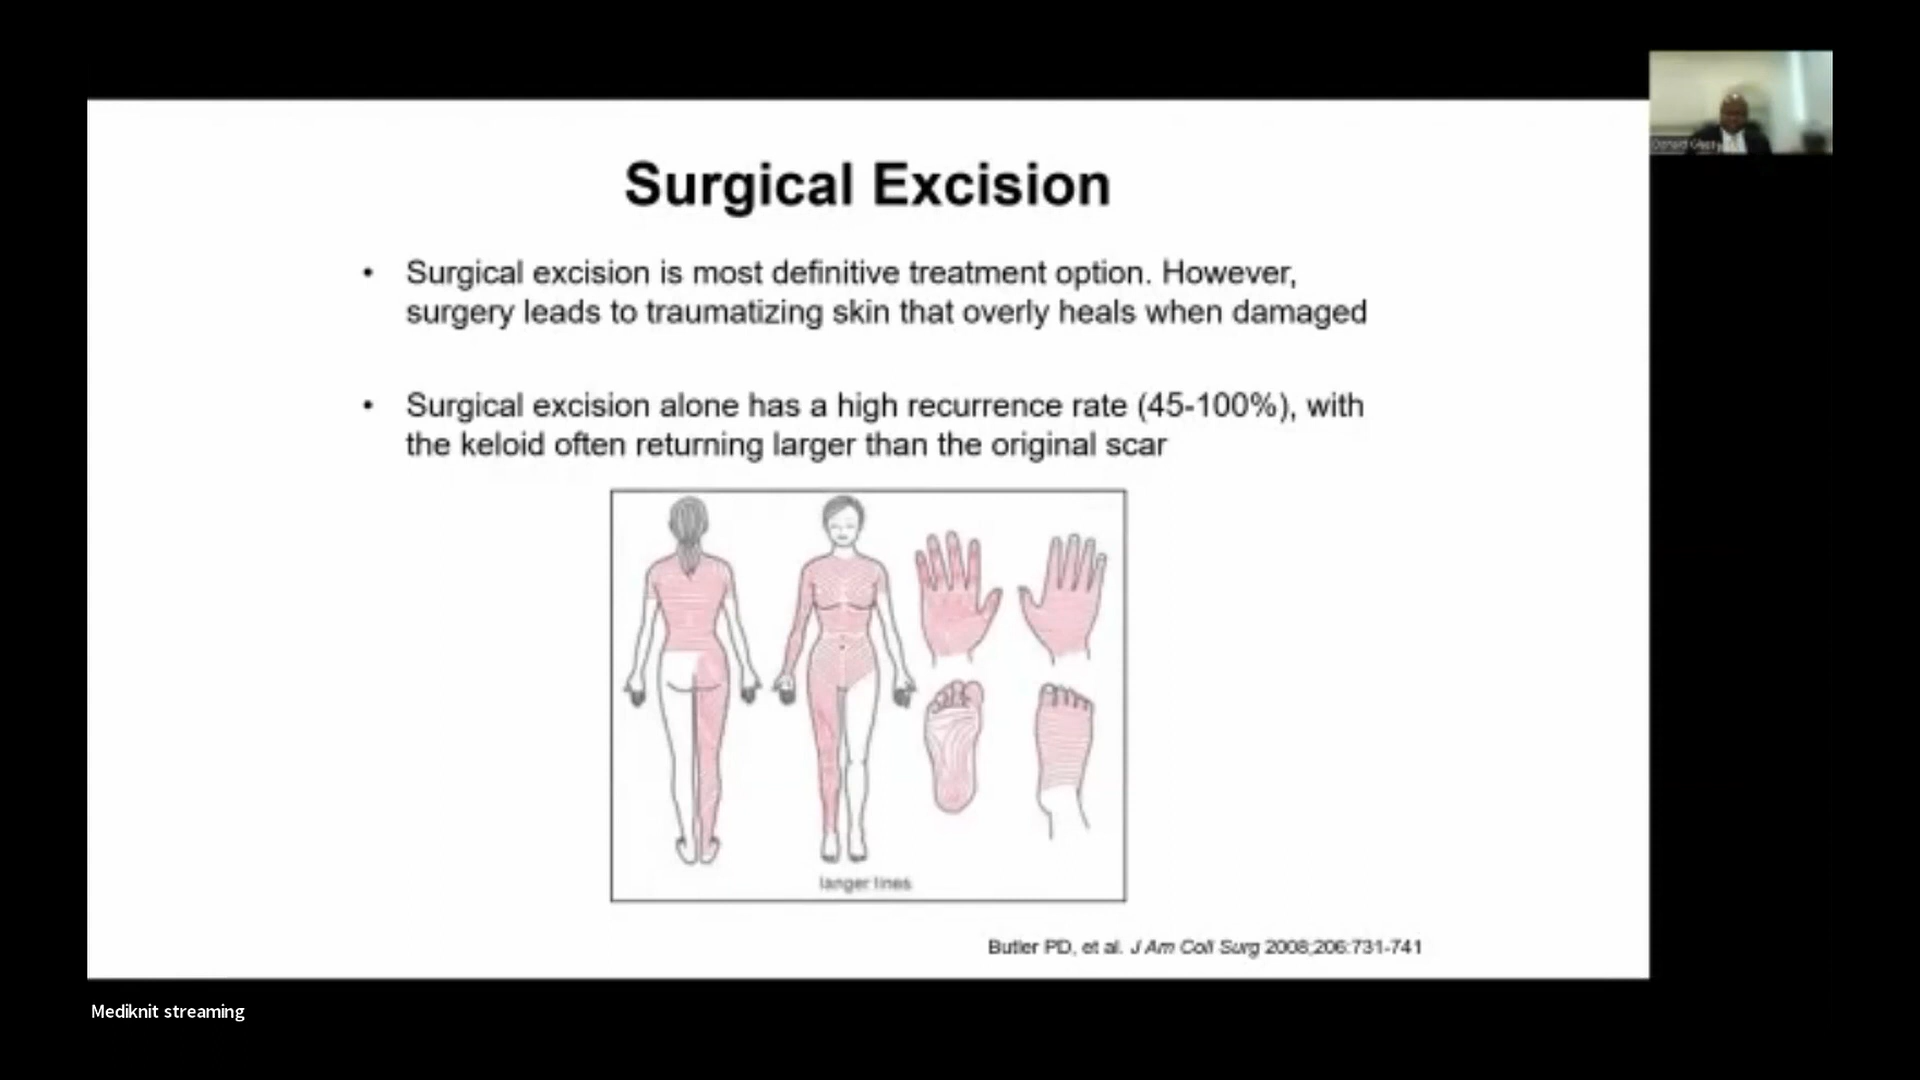 Surgical Excision
• Surgical excision is most definitive treatment option. However,
surgery leads to traumatizing skin that overly heals when damaged
• Surgical excision alone has a high recurrence rate (45-100%), with
the keloid often returning larger than the original scar
langer lines
Butler PD, et al. J Am Coll Surg 2008;206:731-741
Donald
Mediknit streaming